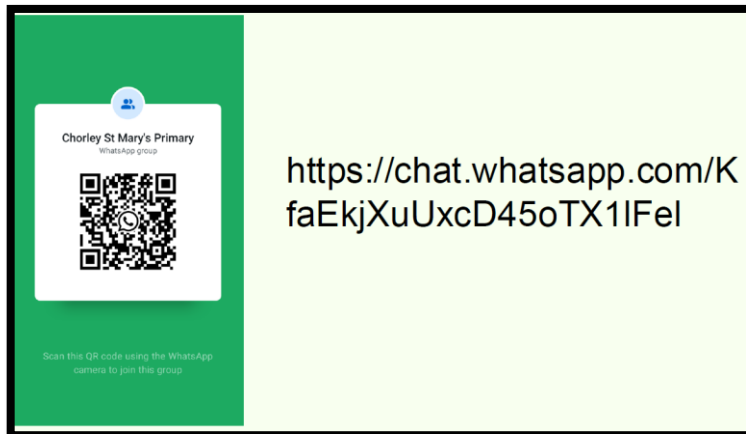 Chorley St Mary's Primary
WhatsApp group
Scan this QR code using the WhatsApp
camera to join this group
https://chat.whatsapp.com/K
faEkjXuUxcD45oTX1lFel